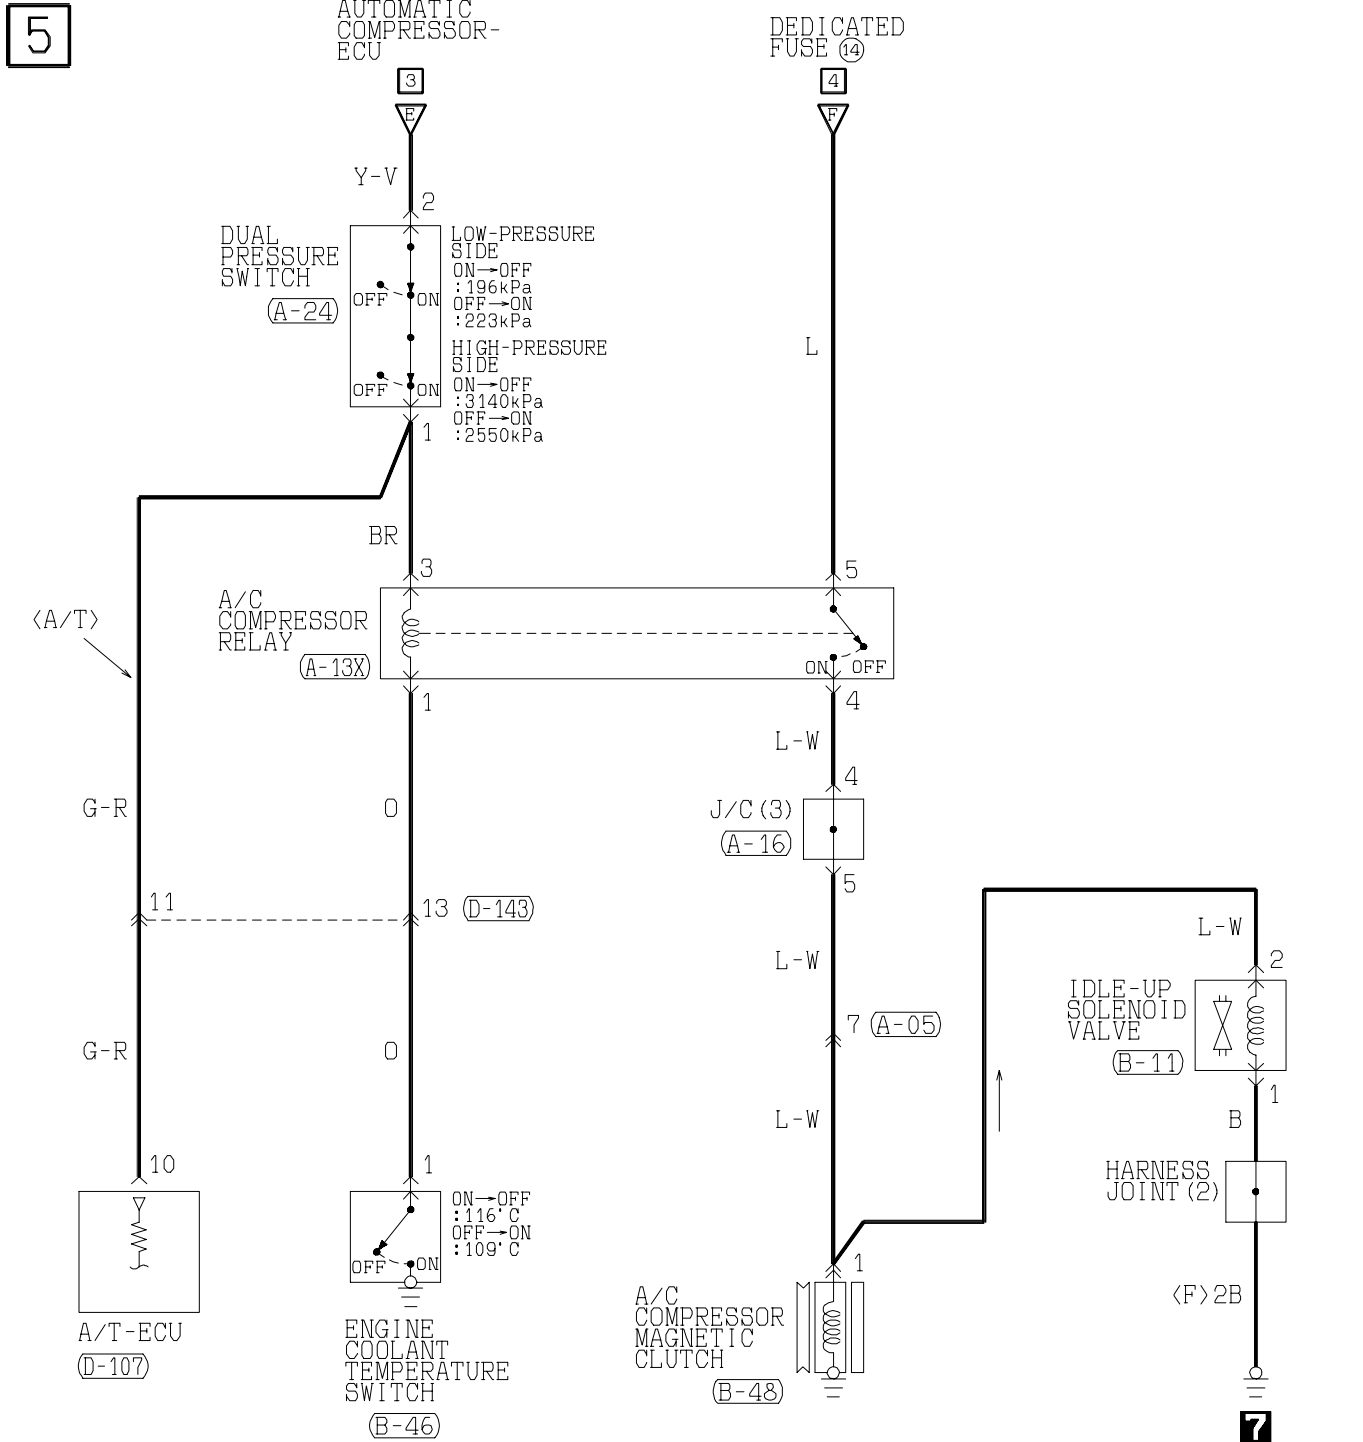 5
AUTOMATIC
COMPRESSOR-
ECU
3
E
DEDICATED
FUSE 14
4
F
Y-V
2
DUAL
PRESSURE
SWITCH
A-24
OFF
ON
OFF
ON
LOW-PRESSURE
SIDE
ON→OFF
:196kPa
OFF→ON
:223kPa
HIGH-PRESSURE
SIDE
ON→OFF
:3140kPa
OFF→ON
:2550kPa
L
1
BR
3
5
<A/T>
A/C
COMPRESSOR
RELAY
A-13X
ON
OFF
1
4
L-W
4
J/C(3)
A-16
5
G-R
O
11
13
D-143
L-W
7
A-05
L-W
2
IDLE-UP
SOLENOID
VALVE
B-11
1
G-R
O
L-W
B
10
1
HARNESS
JOINT(2)
ON→OFF
:116°C
OFF→ON
:109°C
OFF
ON
1
<F>2B
A/T-ECU
D-107
ENGINE
COOLANT
TEMPERATURE
SWITCH
B-46
A/C
COMPRESSOR
MAGNETIC
CLUTCH
B-48
7